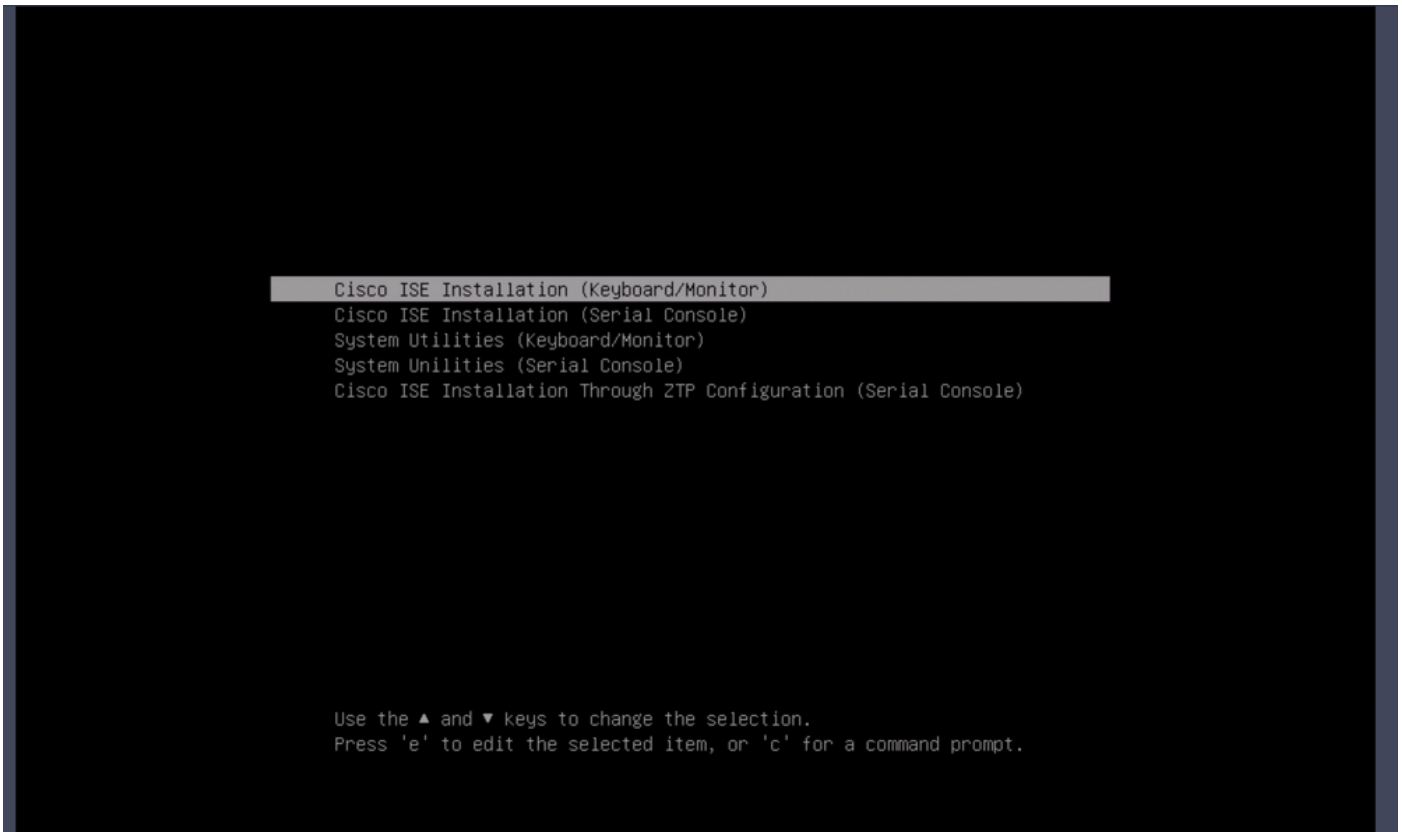 Cisco ISE Installation (Keyboard/Monitor)
Cisco ISE Installation (Serial Console)
System Utilities (Keyboard/Monitor)
System Unilities (Serial Console)
Cisco ISE Installation Through ZTP Configuration (Serial Console)
Use the ▲ and ▼ keys to change the selection.
Press 'e' to edit the selected item, or 'c' for a command prompt.